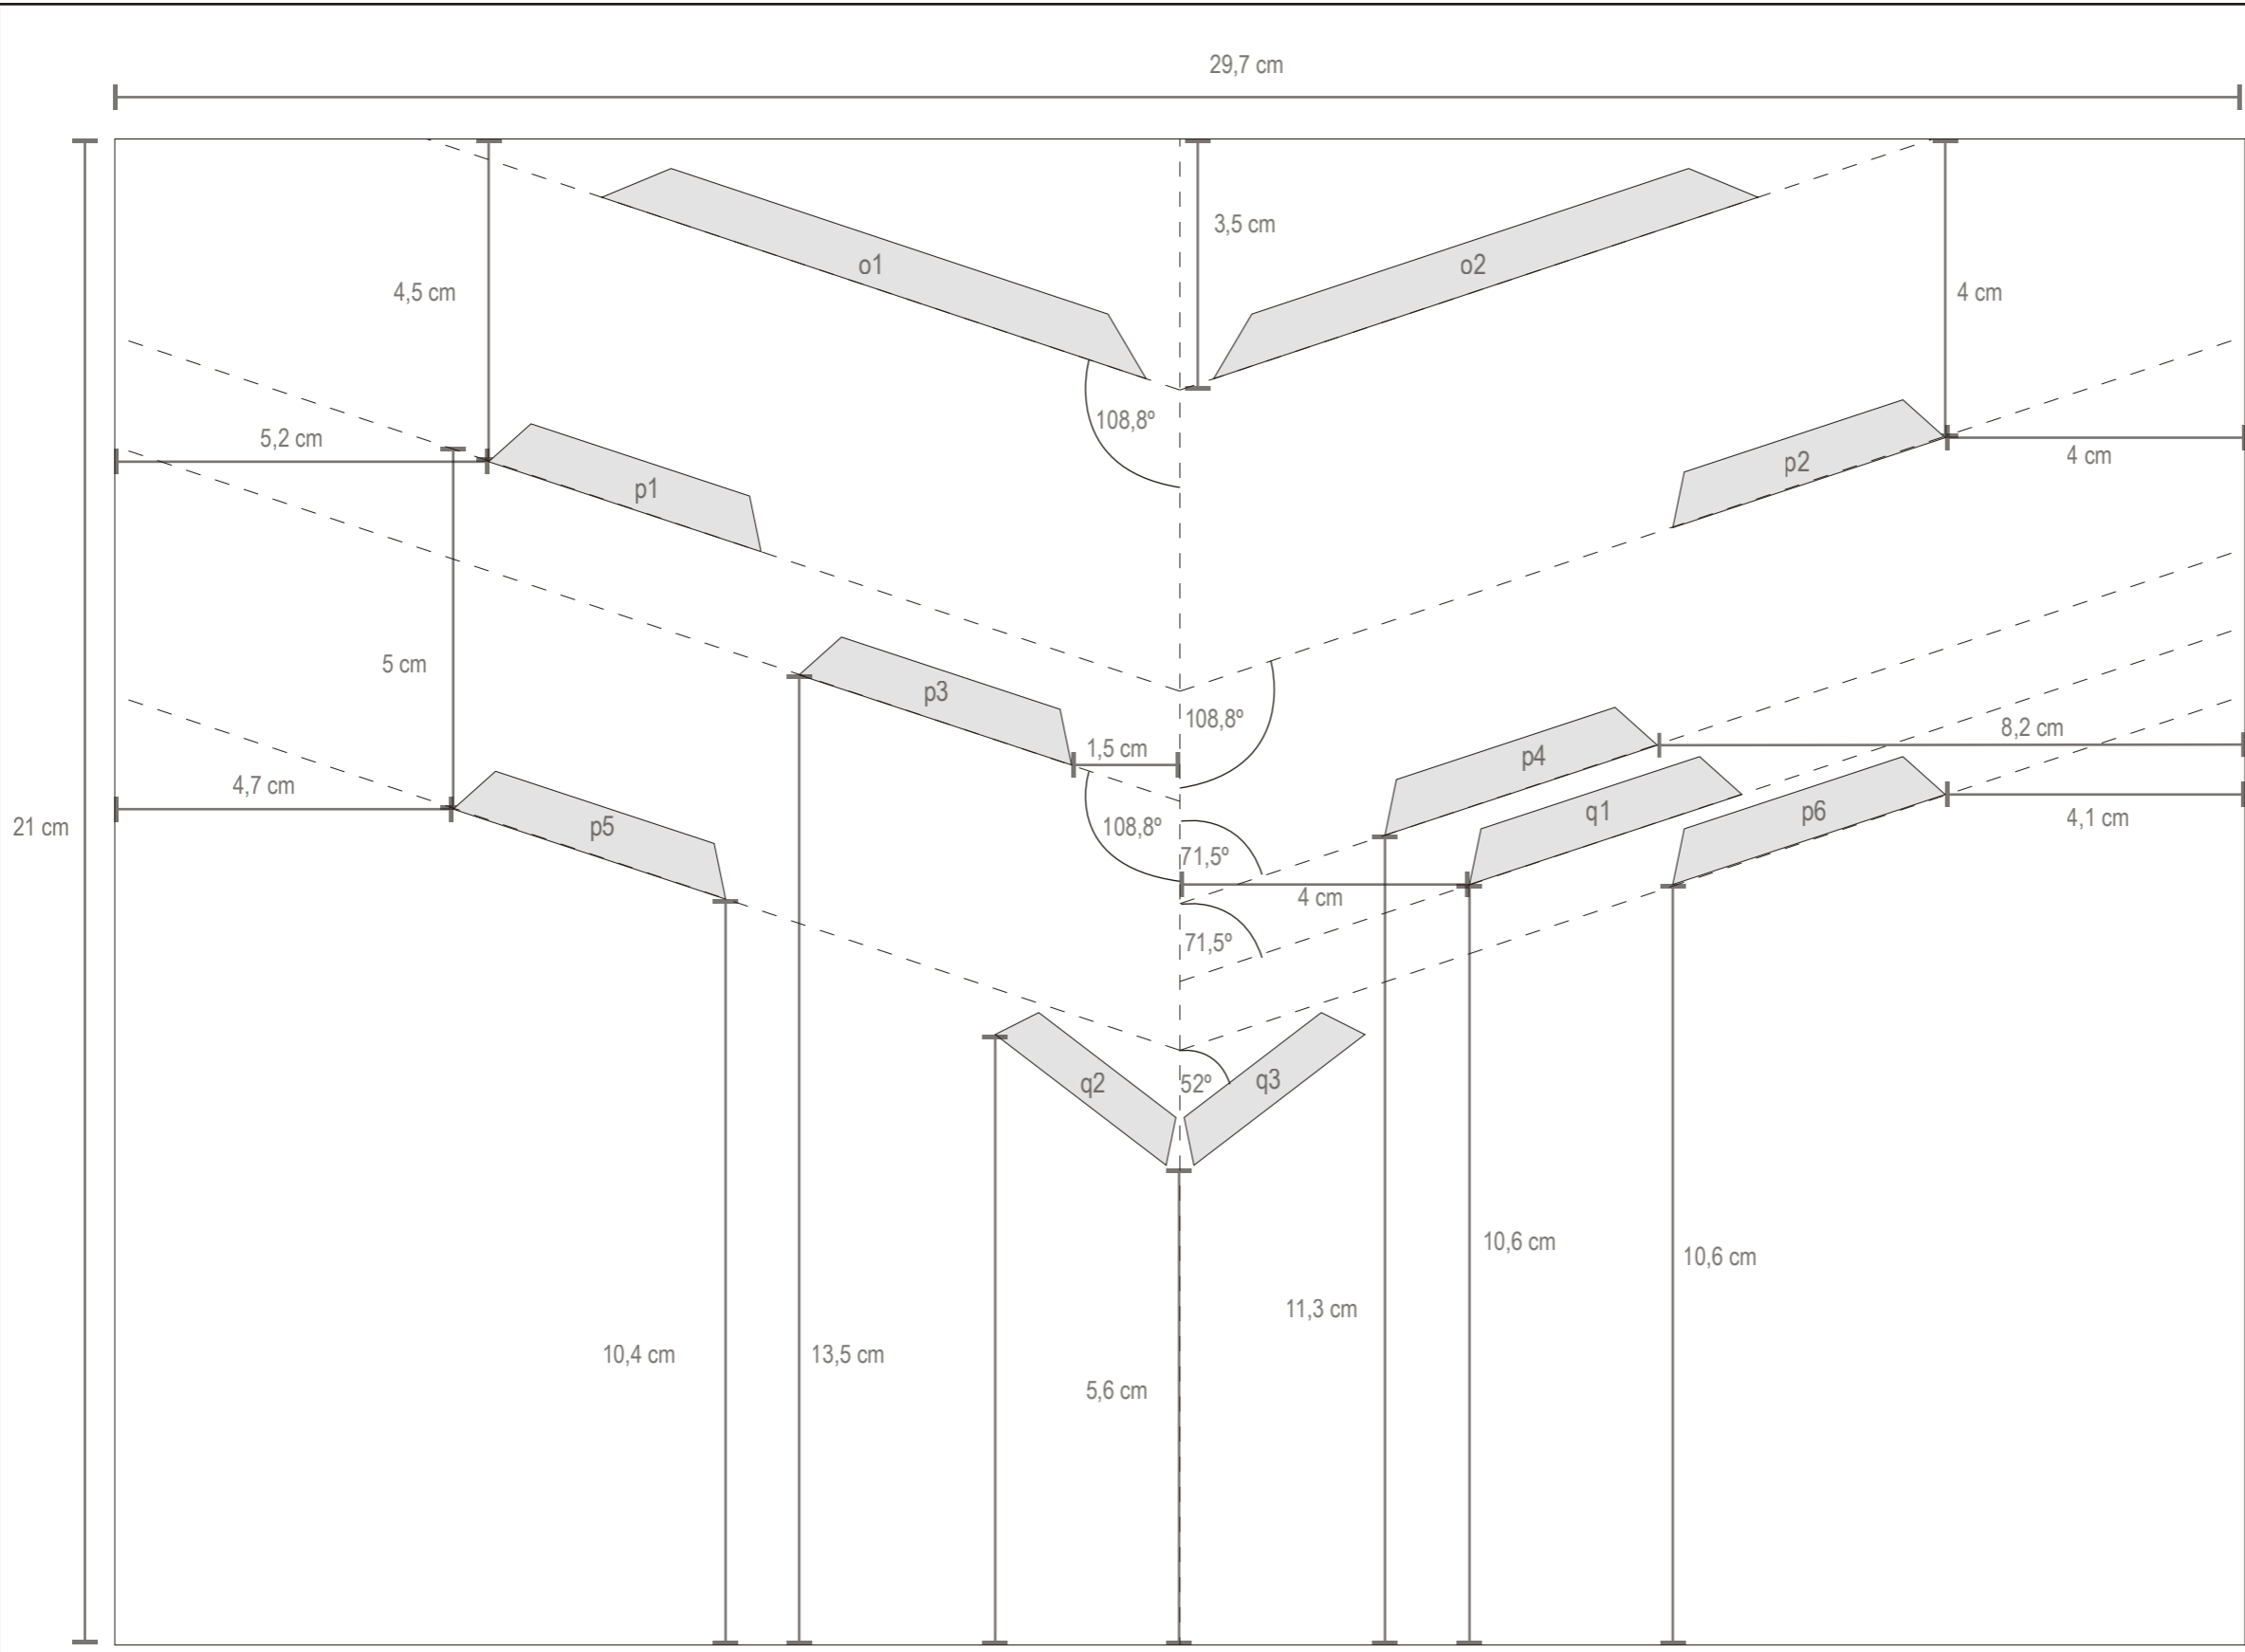 29,7 cm
3,5 cm
o1
o2
4,5 cm
4 cm
108,8º
5,2 cm
4 cm
p1
p2
5 cm
p3
108,8º
8,2 cm
1,5 cm
p4
4,7 cm
q1
p6
4,1 cm
21 cm
p5
108,8º
71,5º
4 cm
71,5º
q2
52º
q3
10,6 cm
10,6 cm
11,3 cm
10,4 cm
13,5 cm
5,6 cm